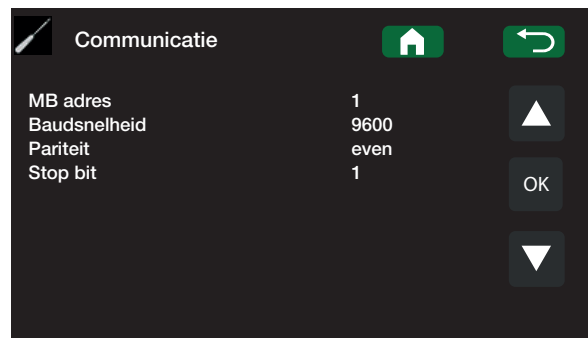 Communicatie
MB adres 1
Baudsnelheid 9600
Pariteit even
Stop bit 1
OK